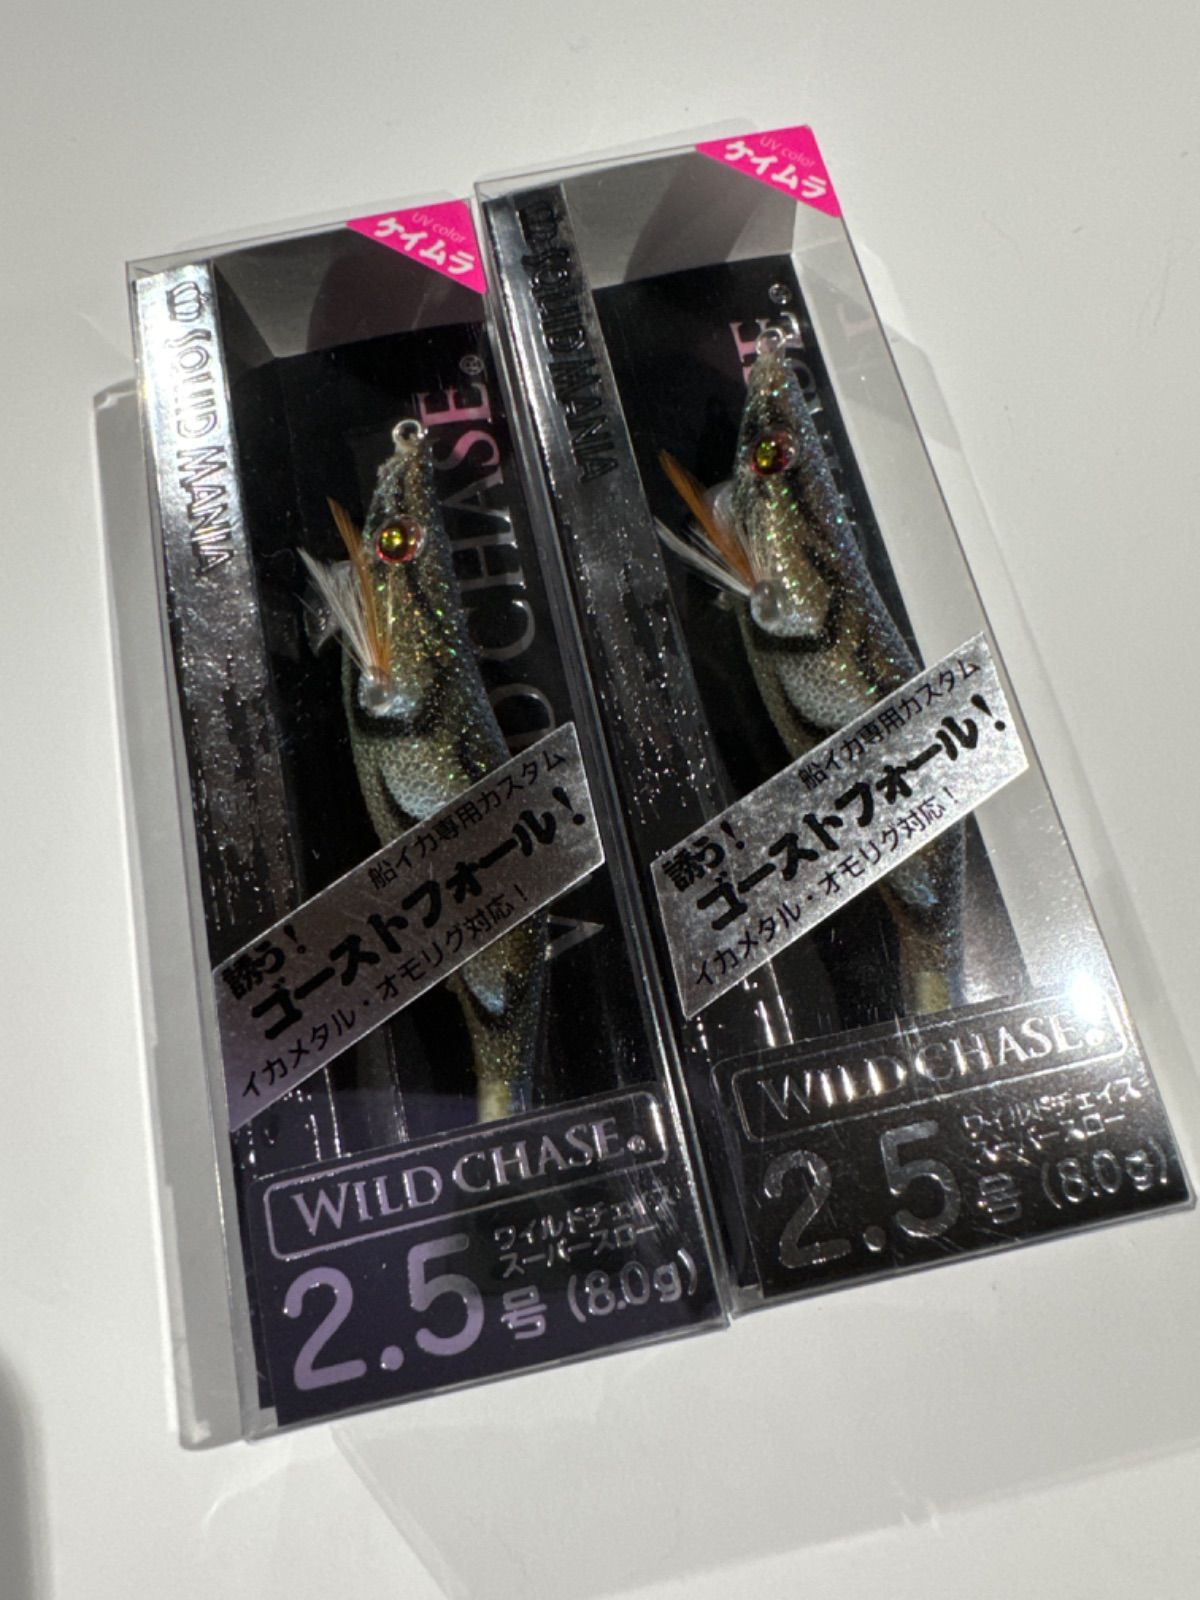 UV color
ケイムラ
SQUID MANIA
WILD CHASE®
船イカ専用カスタム
誘う!
ゴーストフォール!
イカメタル・オモリグ対応!
WILD CHASE®
ワイルドチェイス
スーパースロー
2.5号(8.0g)
UV color
ケイムラ
SQUID MANIA
船イカ専用カスタム
誘う!
ゴーストフォール!
イカメタル・オモリグ対応!
WILD CHASE®
ワイルドチェイス
スーパースロー
2.5号(8.0g)